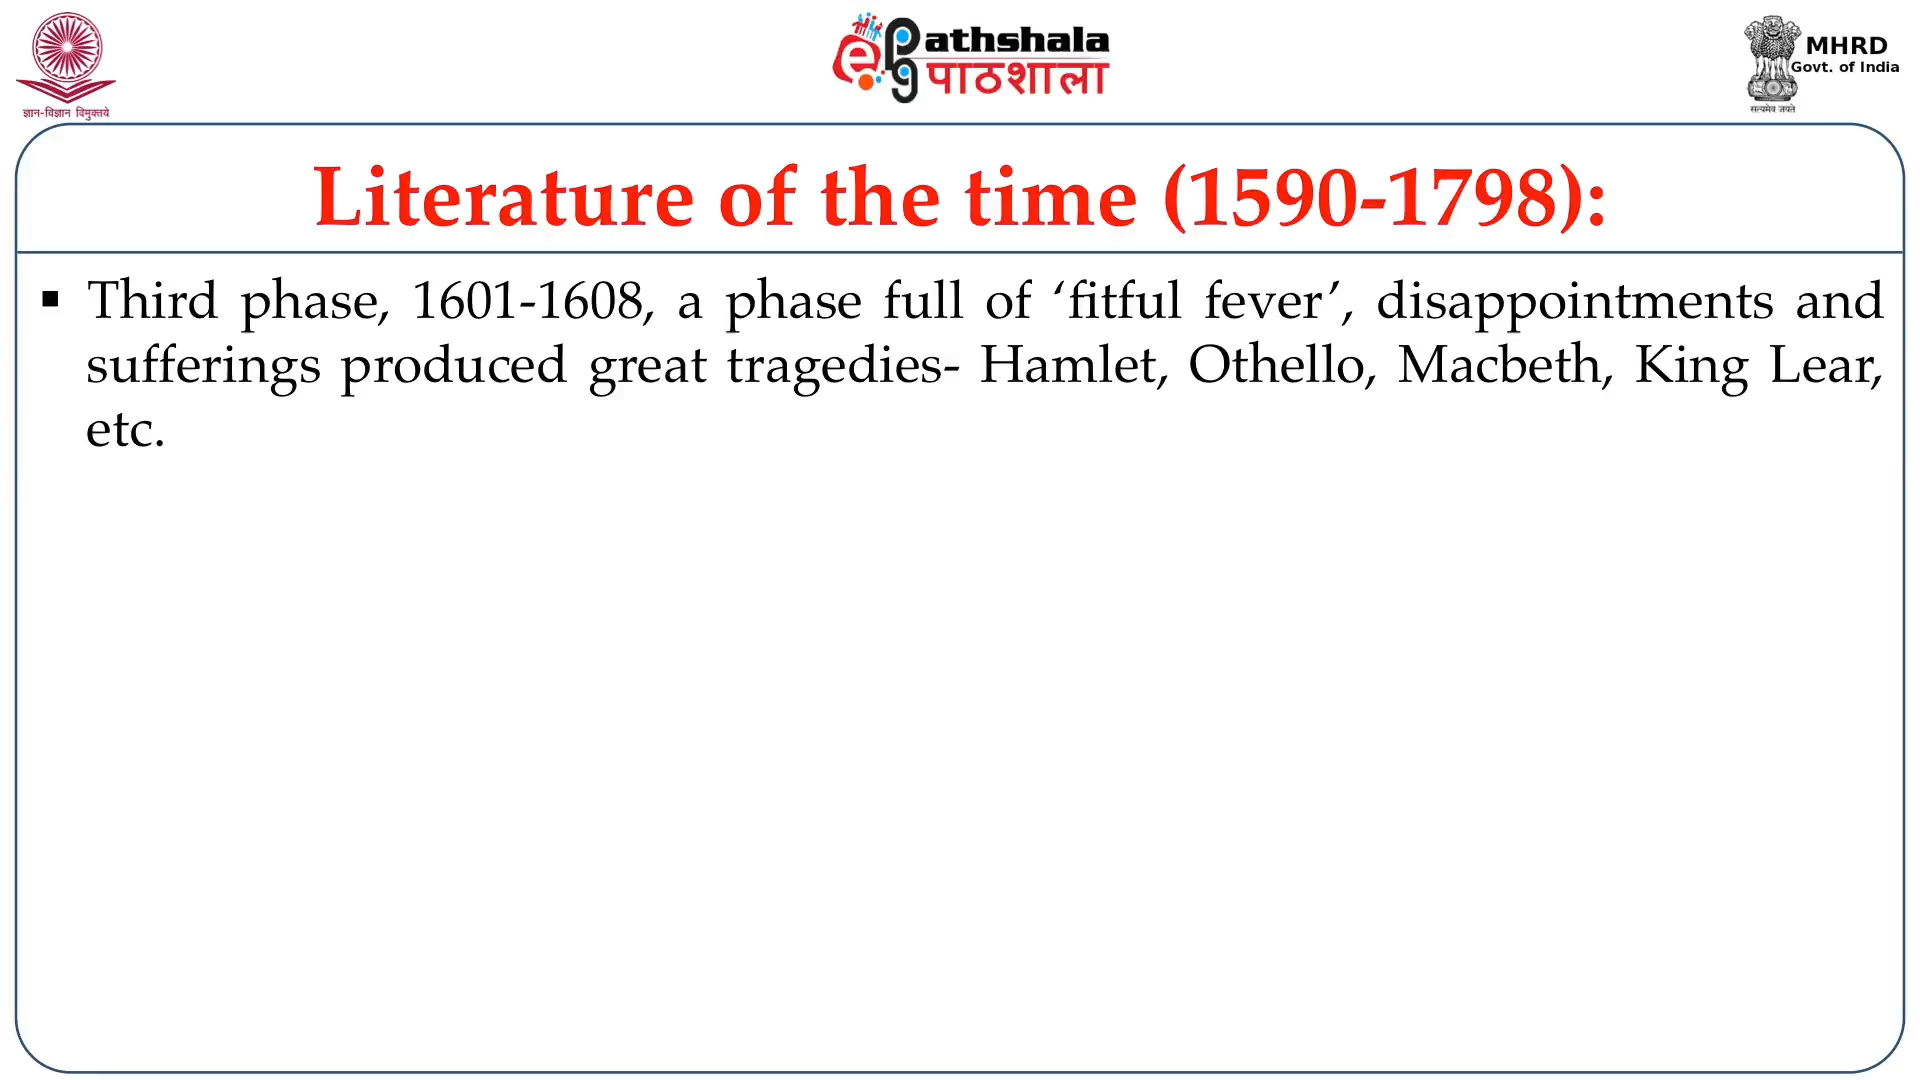 ज्ञान-विज्ञान विमुक्तये
e Pathshala
पाठशाला
MHRD
Govt. of India
सत्यमेव जयते
Literature of the time (1590-1798):
▪ Third phase, 1601-1608, a phase full of ‘fitful fever’, disappointments and
sufferings produced great tragedies- Hamlet, Othello, Macbeth, King Lear,
etc.